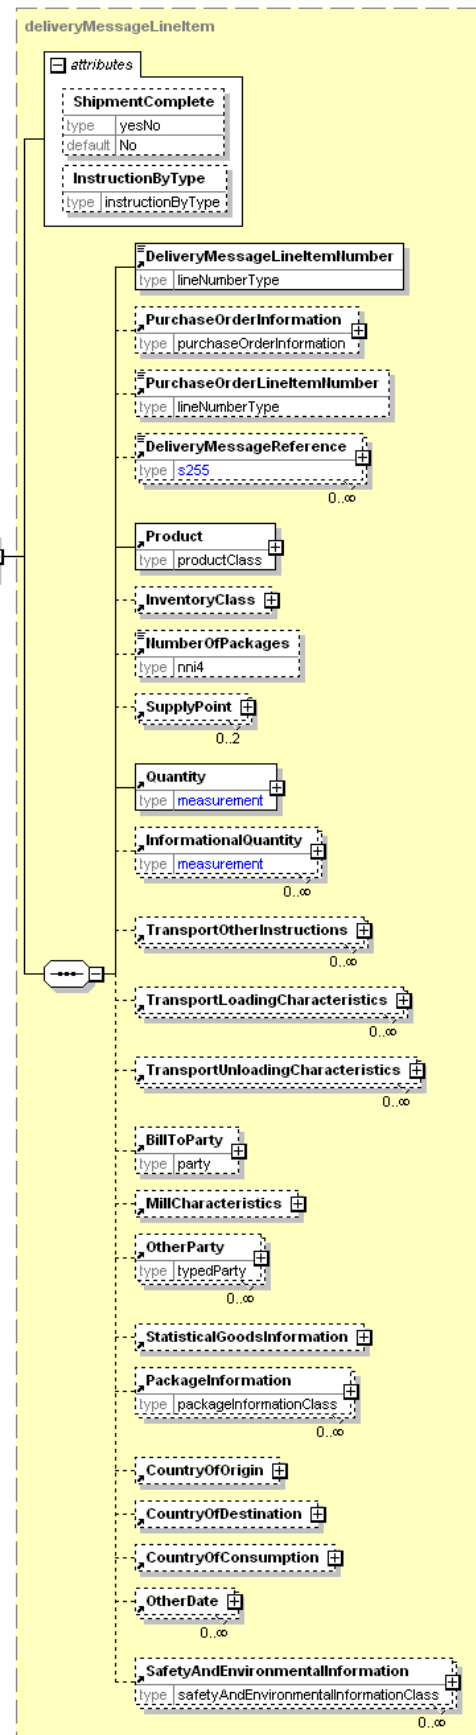 deliveryMessageLineItem
attributes
ShipmentComplete
type yesNo
default No
InstructionByType
type instructionByType
DeliveryMessageLineItemNumber
type lineNumberType
PurchaseOrderInformation
type purchaseOrderInformation
PurchaseOrderLineItemNumber
type lineNumberType
DeliveryMessageReference
type s255
0..∞
Product
type productClass
InventoryClass
NumberOfPackages
type nni4
SupplyPoint
0..2
Quantity
type measurement
InformationalQuantity
type measurement
0..∞
TransportOtherInstructions
0..∞
TransportLoadingCharacteristics
0..∞
TransportUnloadingCharacteristics
0..∞
BillToParty
type party
MillCharacteristics
OtherParty
type typedParty
0..∞
StatisticalGoodsInformation
PackageInformation
type packageInformationClass
0..∞
CountryOfOrigin
CountryOfDestination
CountryOfConsumption
OtherDate
0..∞
SafetyAndEnvironmentalInformation
type safetyAndEnvironmentalInformationClass
0..∞